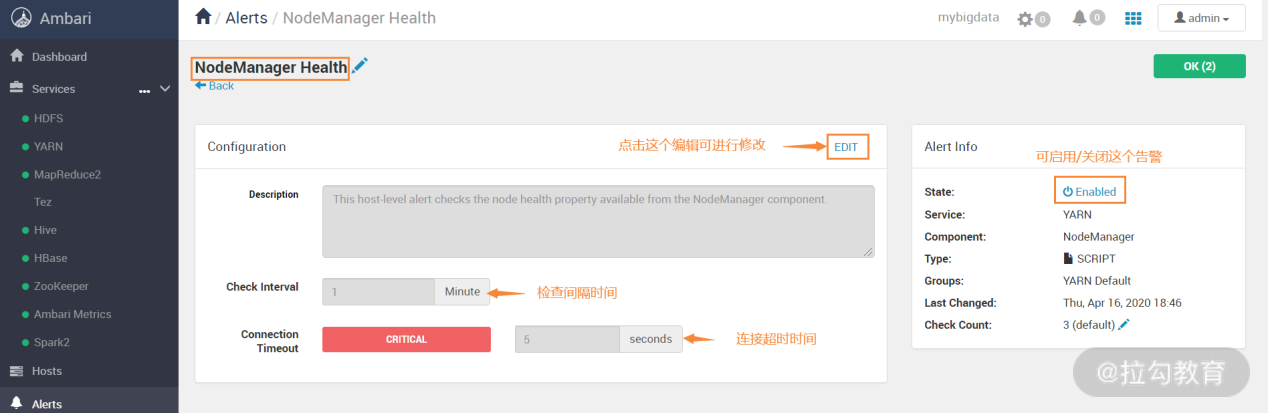 Ambari
/ Alerts / NodeManager Health
mybigdata
0
0
admin
Dashboard
Services
...
HDFS
YARN
MapReduce2
Tez
Hive
HBase
ZooKeeper
Ambari Metrics
Spark2
Hosts
Alerts
NodeManager Health
Back
OK (2)
Configuration
点击这个编辑可进行修改
EDIT
Description
This host-level alert checks the node health property available from the NodeManager component.
Check Interval
1
Minute
检查间隔时间
Connection
Timeout
CRITICAL
5
seconds
连接超时时间
Alert Info
可启用/关闭这个告警
State: Enabled
Service: YARN
Component: NodeManager
Type: SCRIPT
Groups: YARN Default
Last Changed: Thu, Apr 16, 2020 18:46
Check Count: 3 (default)
@拉勾教育